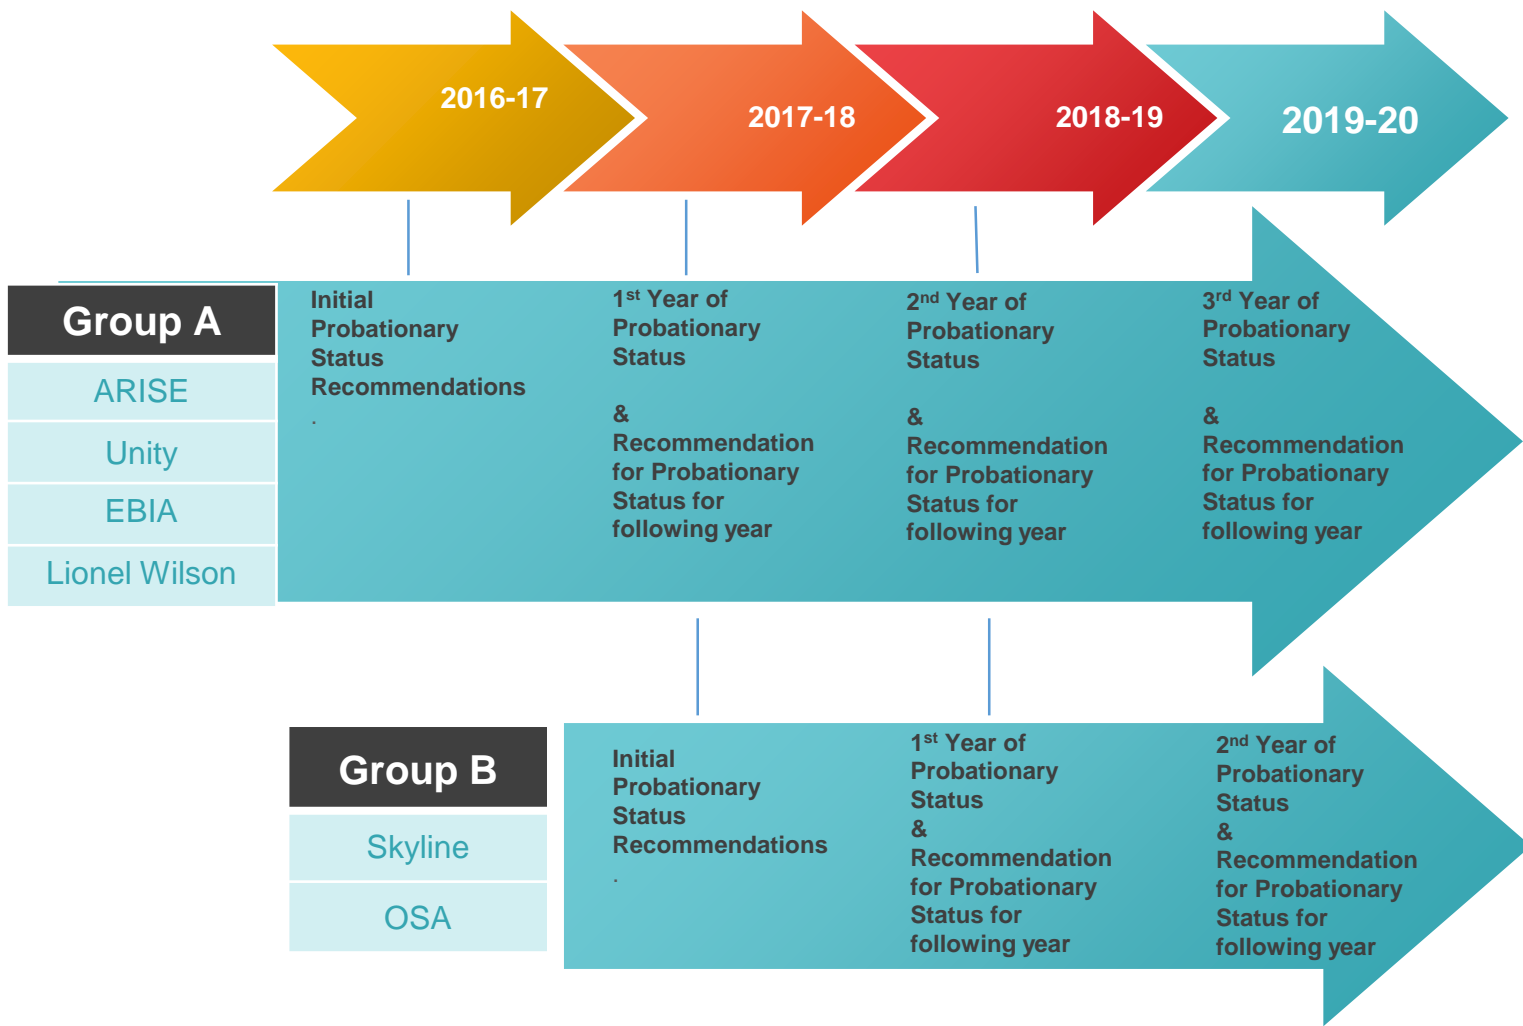 2016-17
2017-18
2018-19
2019-20
Group A
ARISE
Unity
EBIA
Lionel Wilson
Initial
Probationary
Status
Recommendations
.
1st Year of
Probationary
Status
&
Recommendation
for Probationary
Status for
following year
2nd Year of
Probationary
Status
&
Recommendation
for Probationary
Status for
following year
3rd Year of
Probationary
Status
&
Recommendation
for Probationary
Status for
following year
Group B
Skyline
OSA
Initial
Probationary
Status
Recommendations
.
1st Year of
Probationary
Status
&
Recommendation
for Probationary
Status for
following year
2nd Year of
Probationary
Status
&
Recommendation
for Probationary
Status for
following year